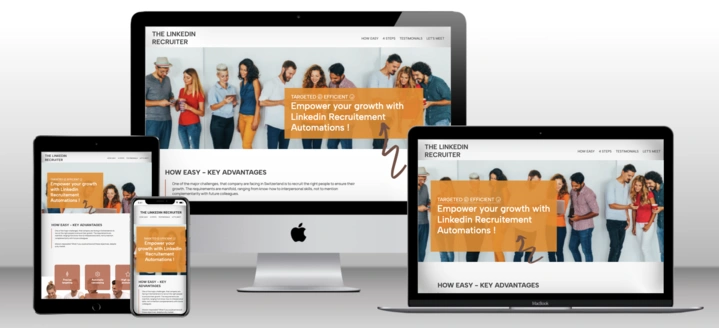 THE LINKEDIN
RECRUITER
HOW EASY 4 STEPS TESTIMONIALS LET'S MEET
TARGETED EFFICIENT
Empower your growth with
Linkedin Recruitement
Automations !
HOW EASY - KEY ADVANTAGES
One of the major challenges, that company are facing in Switzerland is to recruit the right people to ensure their
growth. The requirements are manifold, ranging from know-how to interpersonal skills, not to mention
complementarity with future colleagues.
THE LINKEDIN
RECRUITER
TARGETED EFFICIENT
Empower your growth
with Linkedin
Recruitement
Automations !
HOW EASY - KEY ADVANTAGES
THE LINKEDIN RECRUITER
Empower your
growth with Linkedin
Recruitement
Automations !
HOW EASY - KEY
ADVANTAGES
THE LINKEDIN
RECRUITER
HOW EASY 4 STEPS TESTIMONIALS LET'S MEET
TARGETED EFFICIENT
Empower your growth with
Linkedin Recruitement
Automations !
HOW EASY - KEY ADVANTAGES
MacBook